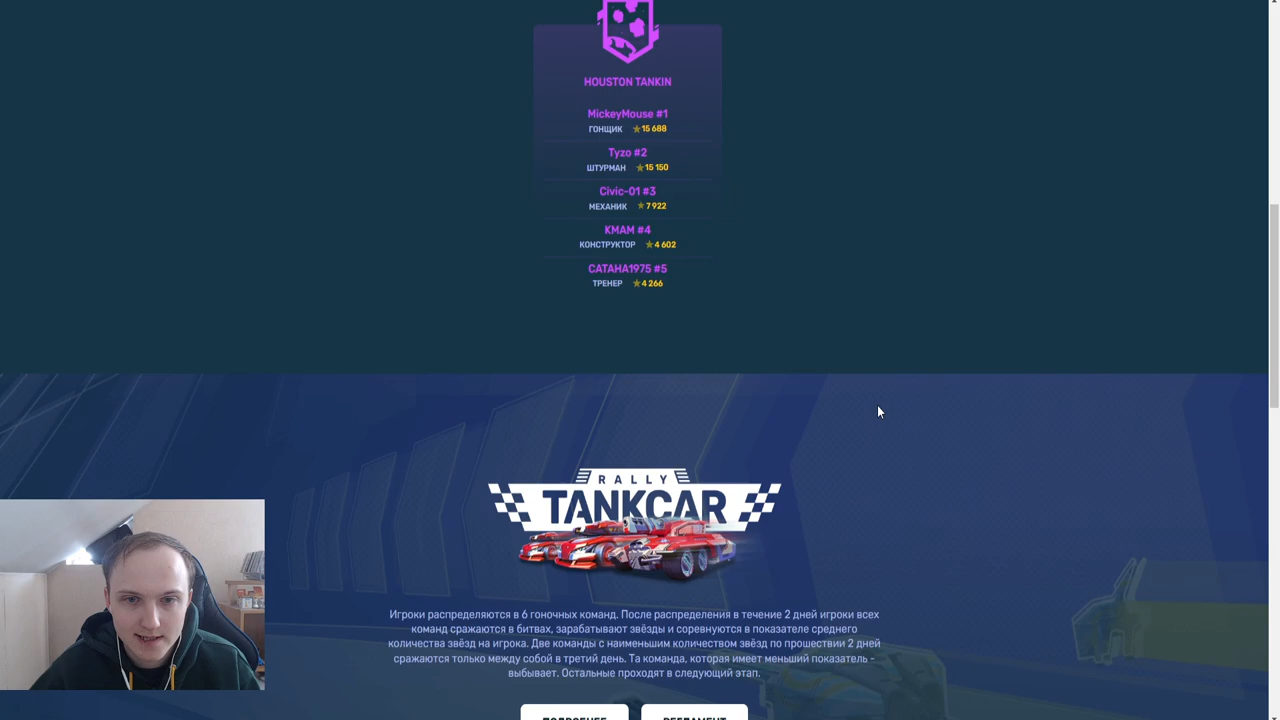 HOUSTON TANKIN
MickeyMouse #1
ГОНЩИК ★15 688
Tyzo #2
ШТУРМАН ★15 150
Civic-01 #3
МЕХАНИК ★7 922
KMAM #4
КОНСТРУКТОР ★4 602
CATAHA1975 #5
ТРЕНЕР ★4 266
RALLY
TANKCAR
Игроки распределяются в 6 гоночных команд. После распределения в течение 2 дней игроки всех
команд сражаются в битвах, зарабатывают звёзды и соревнуются в показателе среднего
количества звёзд на игрока. Две команды с наименьшим количеством звёзд по прошествии 2 дней
сражаются только между собой в третий день. Та команда, которая имеет меньший показатель -
выбывает. Остальные проходят в следующий этап.
ПОДРОБНЕЕ РЕГЛАМЕНТ